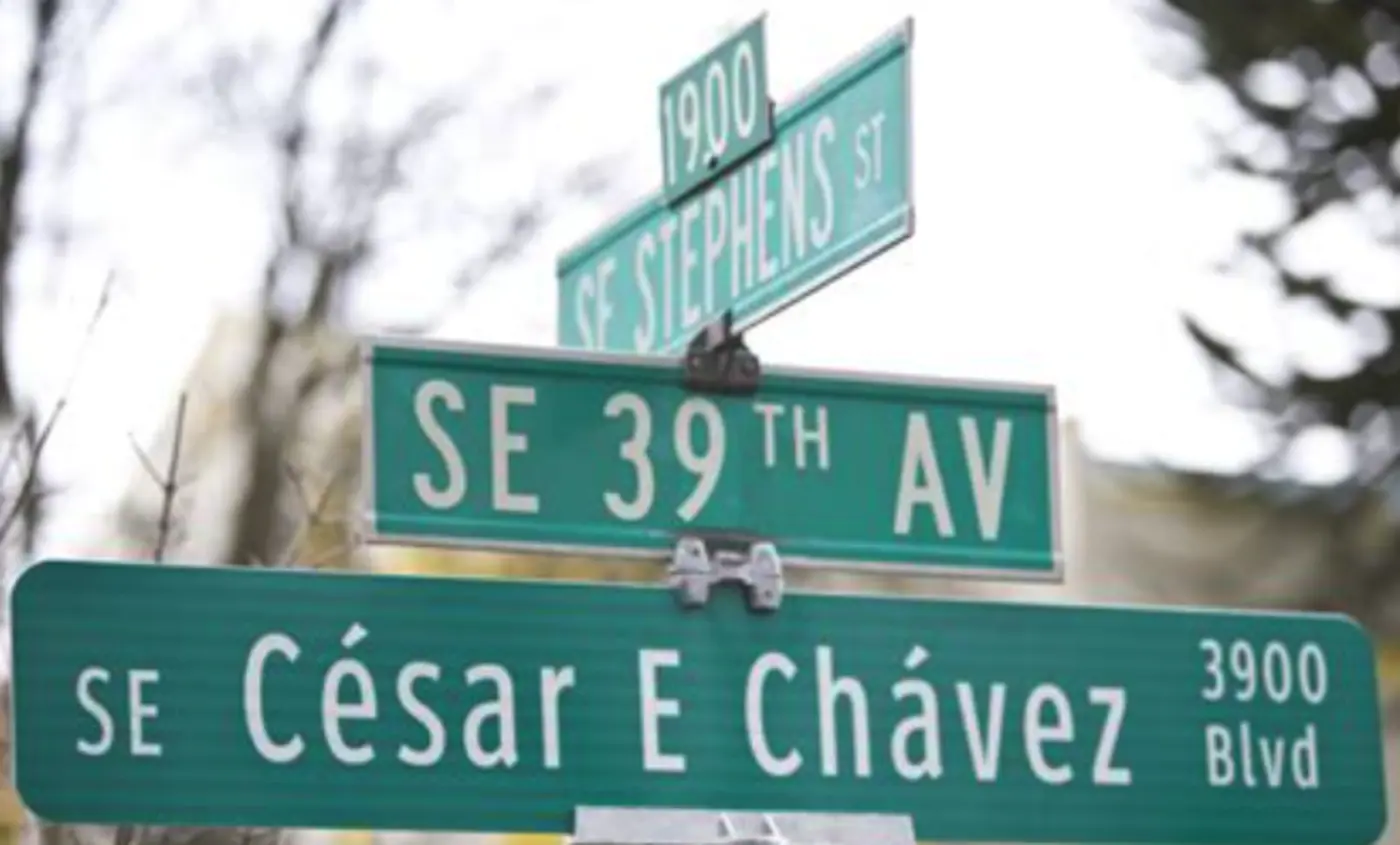 1900
SE STEPHENS ST
SE 39TH AV
SE César E Chávez 3900
Blvd